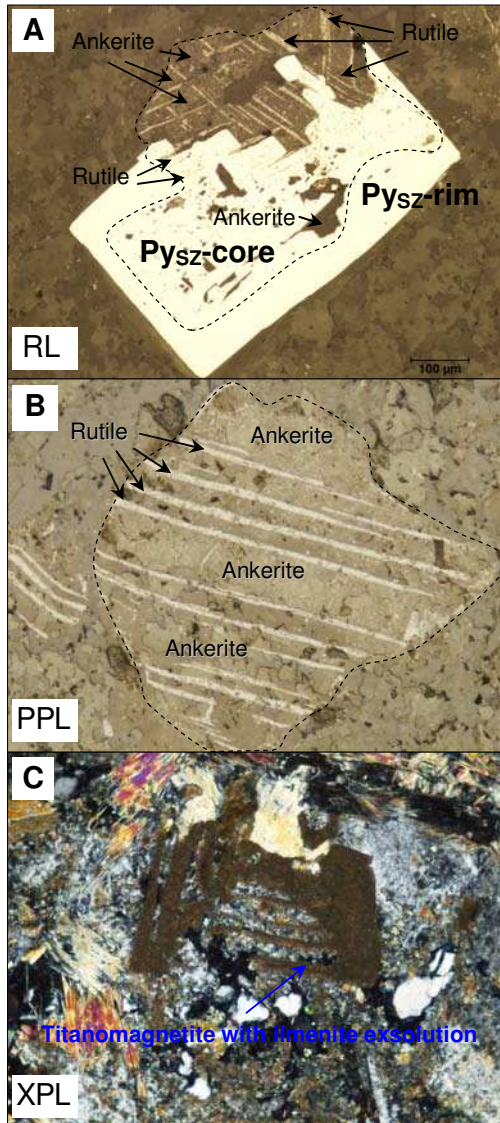 A
Ankerite
Rutile
Rutile
Ankerite
PySZ-rim
PySZ-core
RL
100 µm
B
Rutile
Ankerite
Ankerite
Ankerite
PPL
C
Titanomagnetite with ilmenite exsolution
XPL